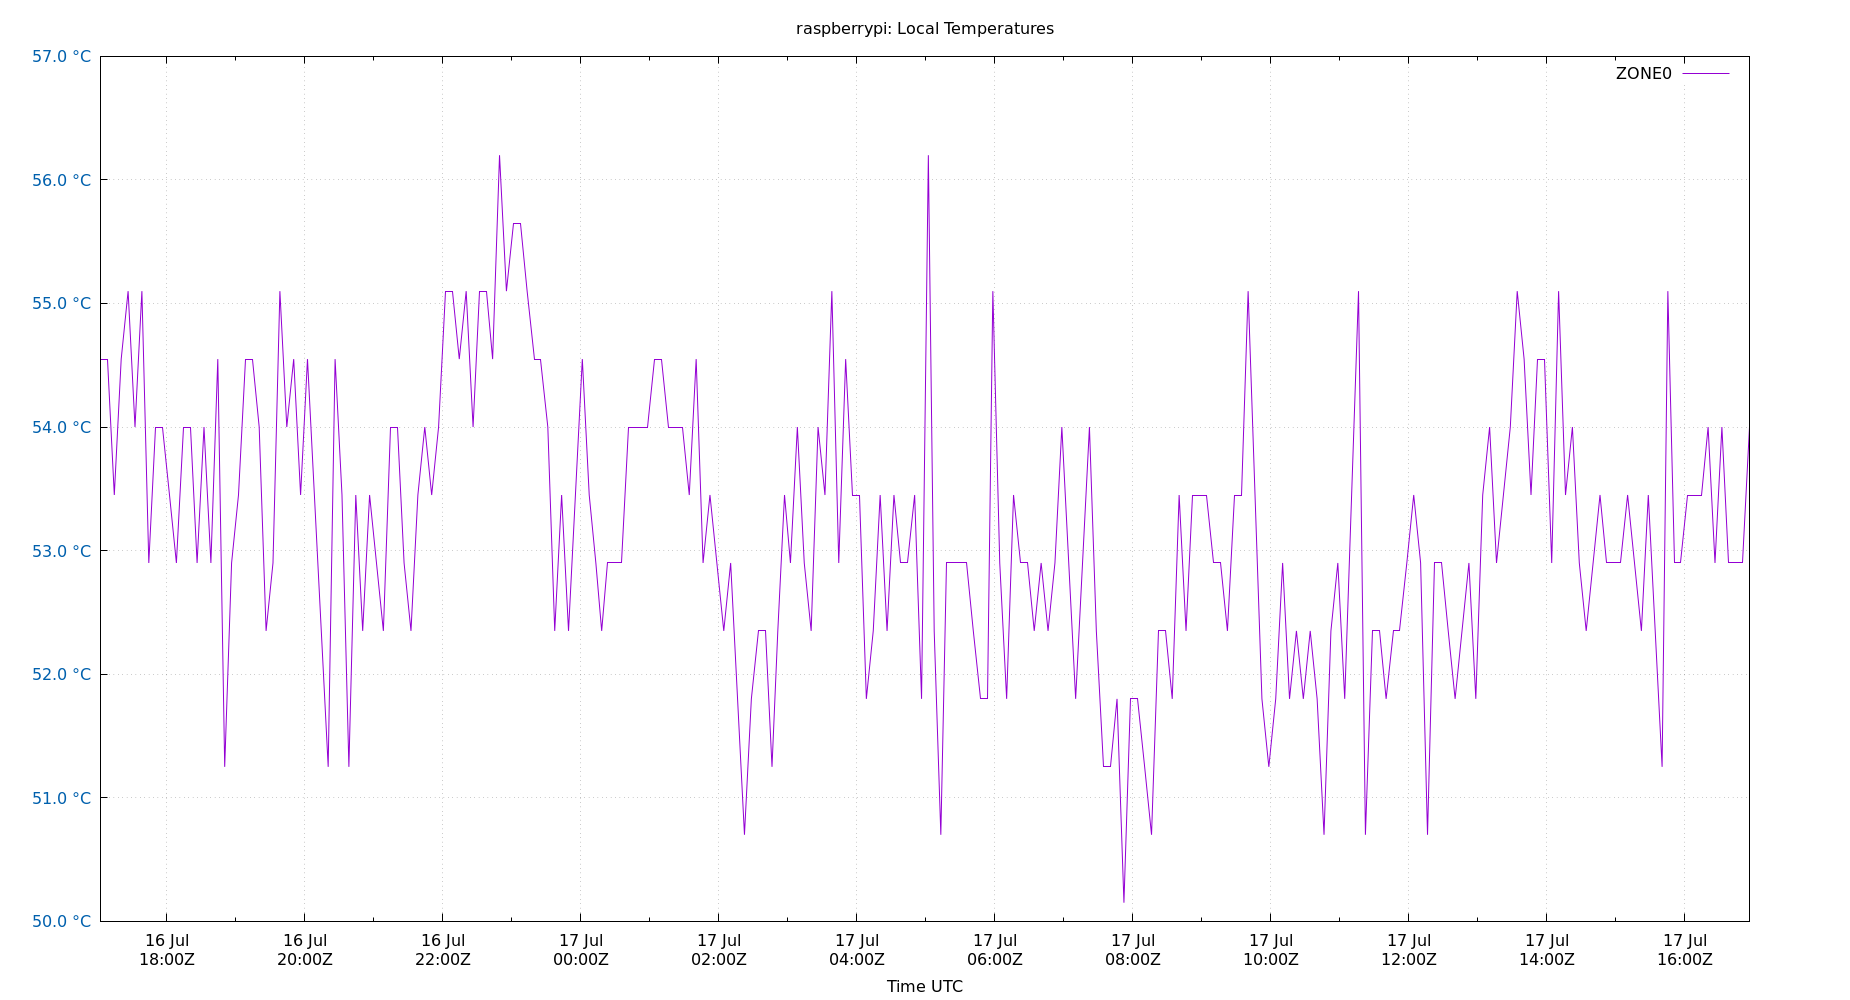 raspberrypi: Local Temperatures
57.0 °C
ZONE0
56.0 °C
55.0 °C
54.0 °C
53.0 °C
52.0 °C
51.0 °C
50.0 °C
16 Jul 16 Jul 16 Jul 17 Jul 17 Jul 17 Jul 17 Jul 17 Jul 17 Jul 17 Jul 17 Jul 17 Jul
18:00Z 20:00Z 22:00Z 00:00Z 02:00Z 04:00Z 06:00Z 08:00Z 10:00Z 12:00Z 14:00Z 16:00Z
Time UTC